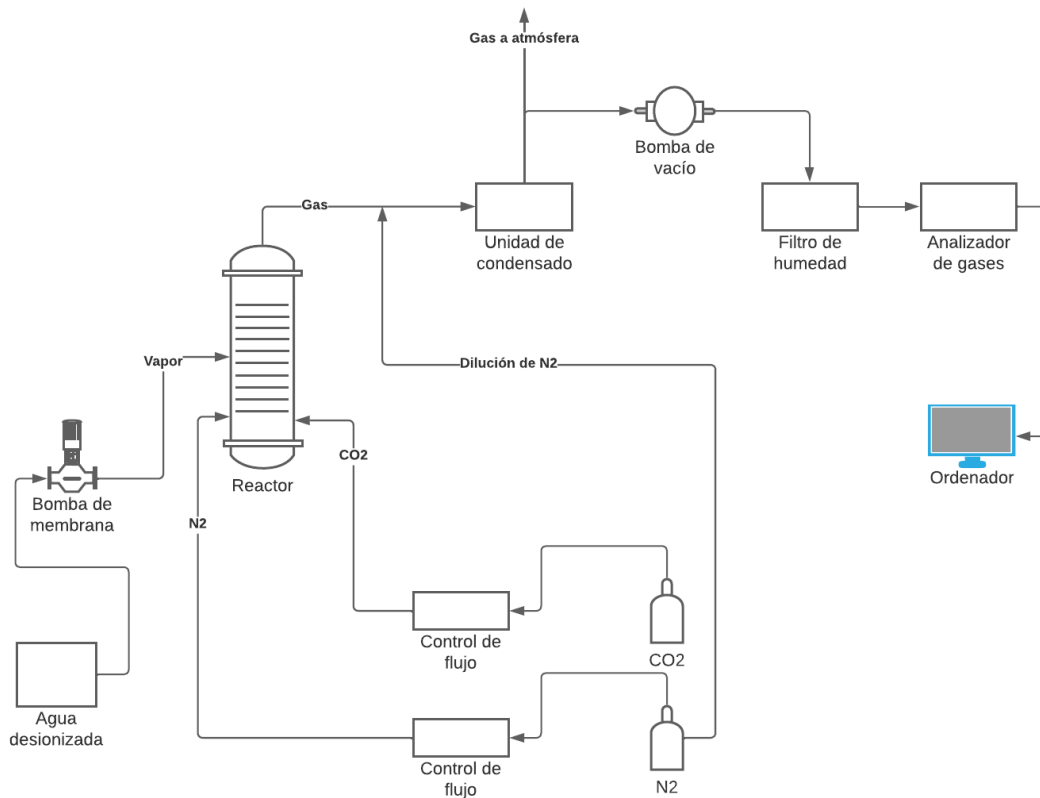 Gas a atmósfera
Bomba de
vacío
Gas
Unidad de
condensado
Filtro de
humedad
Analizador
de gases
Vapor
Dilución de N2
CO2
Reactor
Ordenador
Bomba de
membrana
N2
Control de
flujo
CO2
Agua
desionizada
Control de
flujo
N2